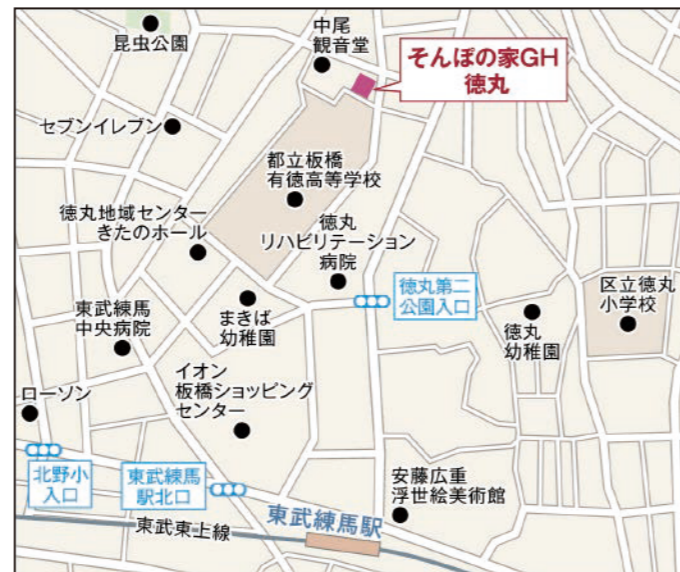 昆虫公園
中尾
観音堂
そんぽの家GH
徳丸
セブンイレブン
都立板橋
有徳高等学校
徳丸地域センター
きたのホール
徳丸
リハビリテーション
病院
徳丸第二
公園入口
区立徳丸
小学校
東武練馬
中央病院
まきば
幼稚園
徳丸
幼稚園
イオン
板橋ショッピング
センター
ローソン
北野小
入口
東武練馬
駅北口
安藤広重
浮世絵美術館
東武練馬駅
東武東上線